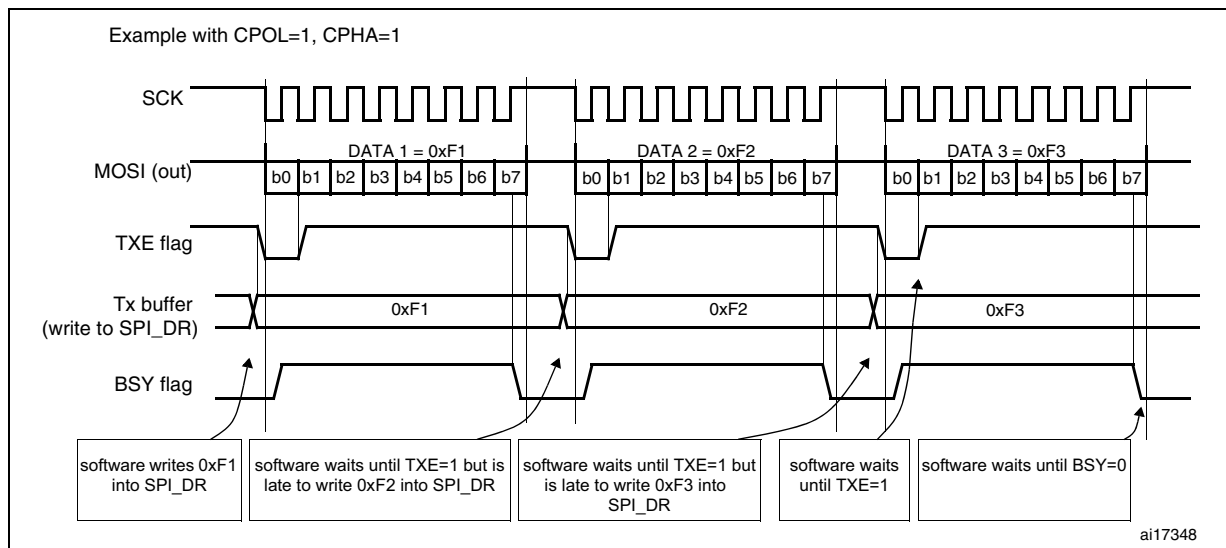 Example with CPOL=1, CPHA=1
SCK
DATA 1 = 0xF1
DATA 2 = 0xF2
DATA 3 = 0xF3
MOSI (out)
b0 b1 b2 b3 b4 b5 b6 b7
b0 b1 b2 b3 b4 b5 b6 b7
b0 b1 b2 b3 b4 b5 b6 b7
TXE flag
Tx buffer
(write to SPI_DR)
0xF1
0xF2
0xF3
BSY flag
software writes 0xF1
into SPI_DR
software waits until TXE=1 but is
late to write 0xF2 into SPI_DR
software waits until TXE=1 but
is late to write 0xF3 into
SPI_DR
software waits
until TXE=1
software waits until BSY=0
ai17348